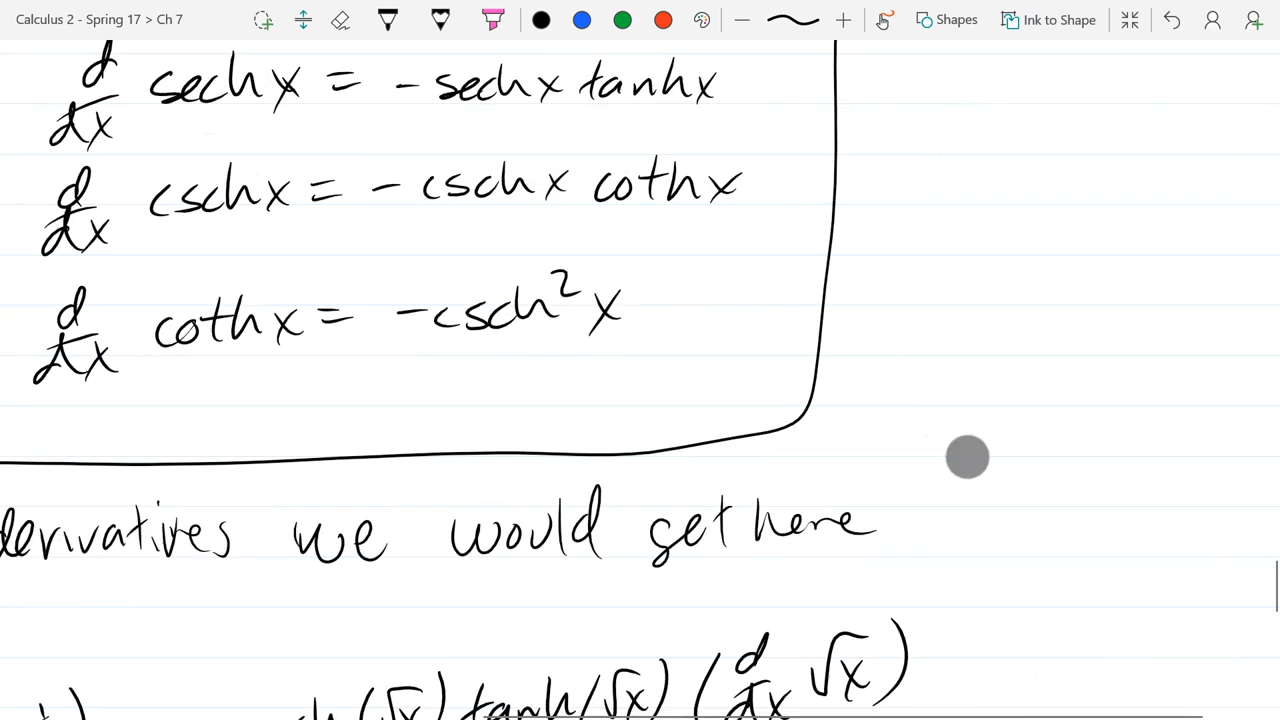 Calculus 2 - Spring 17 > Ch 7
Shapes
Ink to Shape
d/dx sech x = - sech x tanh x
d/dx csch x = - csch x coth x
d/dx coth x = - csch² x
derivatives we would get here
(√x) tanh (√x) (d/dx √x)